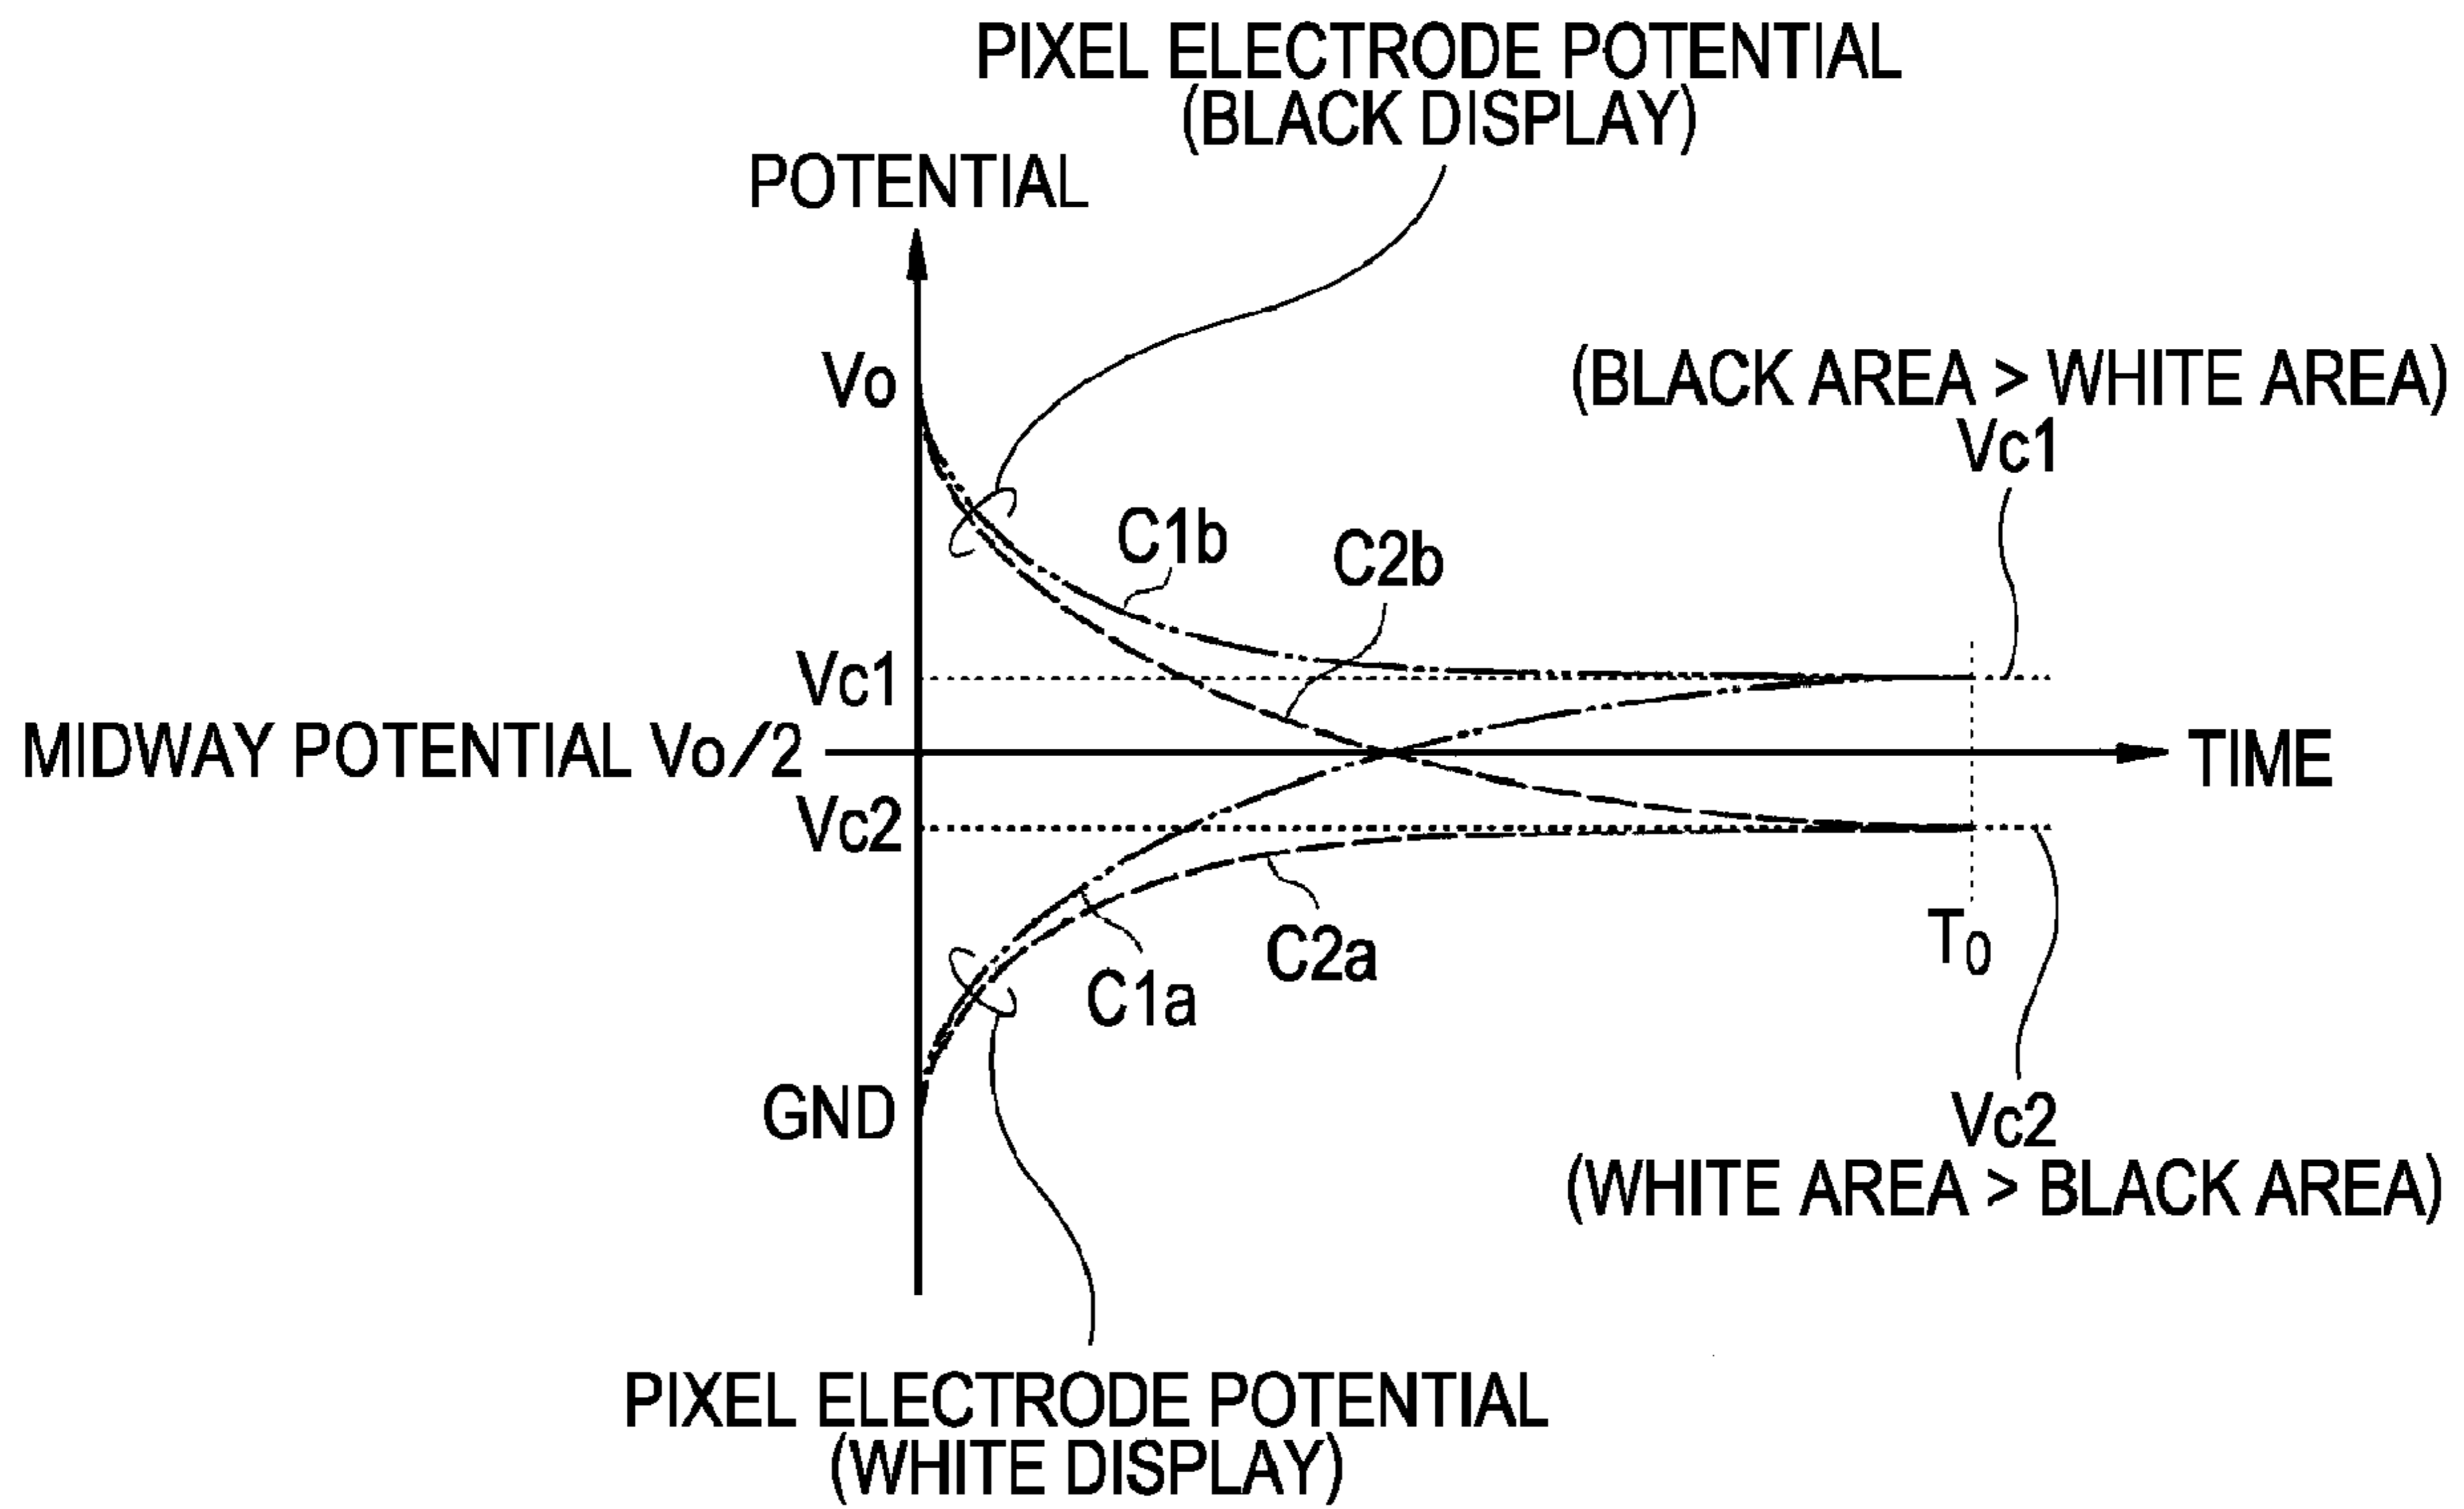 PIXEL ELECTRODE POTENTIAL
(BLACK DISPLAY)
POTENTIAL
Vo
(BLACK AREA > WHITE AREA)
Vc1
C1b
C2b
Vc1
MIDWAY POTENTIAL Vo/2
TIME
Vc2
C2a
C1a
T0
GND
Vc2
(WHITE AREA > BLACK AREA)
PIXEL ELECTRODE POTENTIAL
(WHITE DISPLAY)